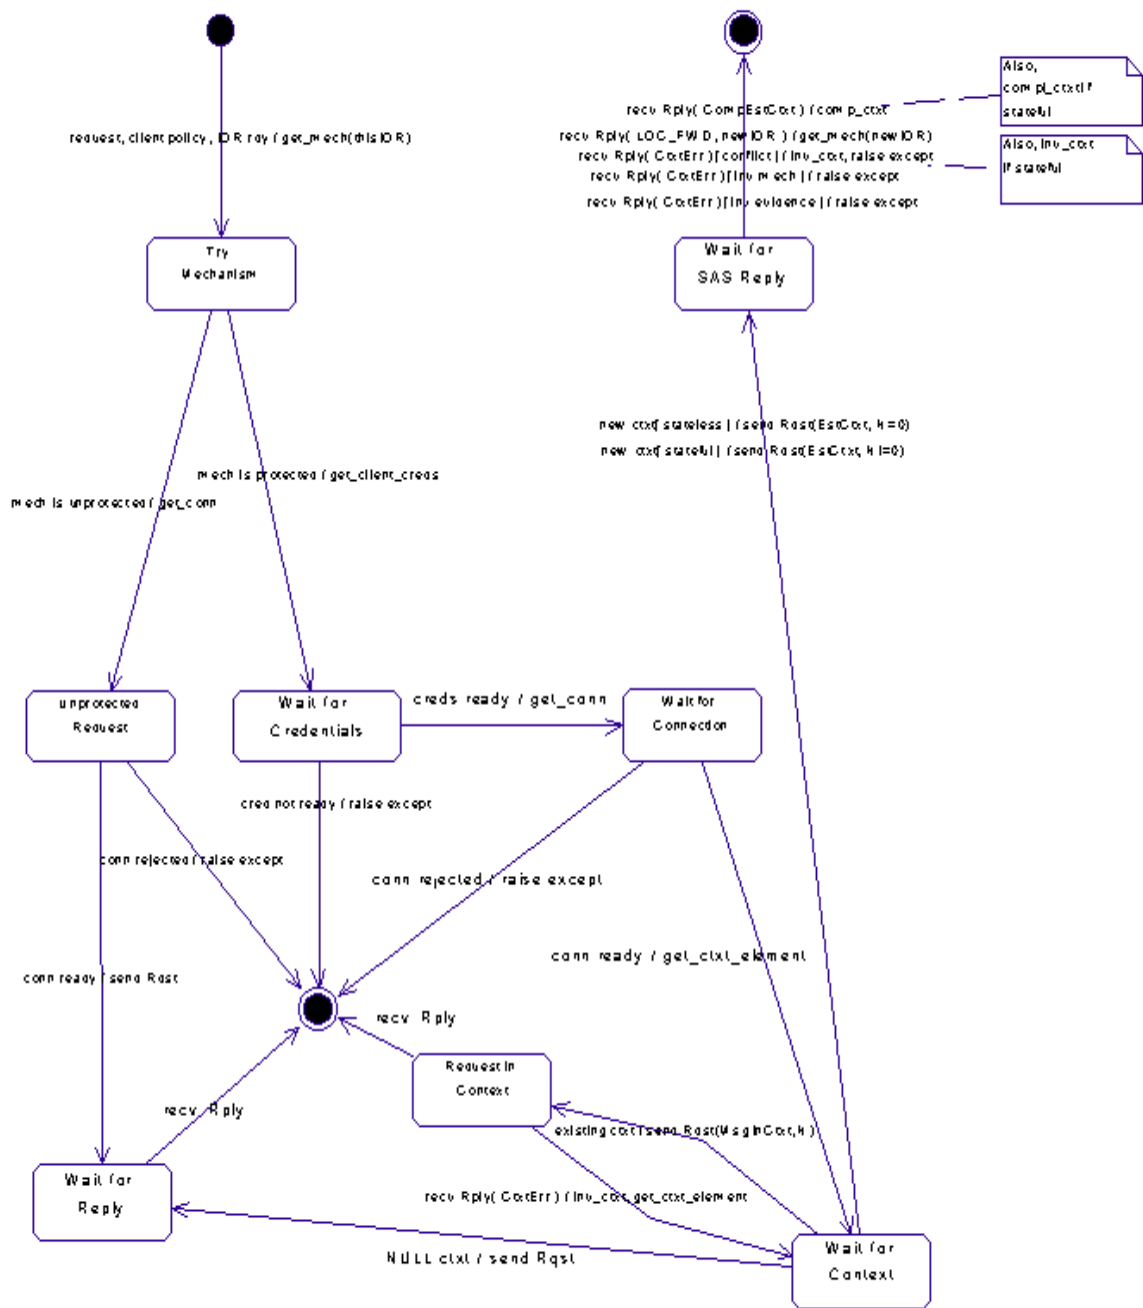 request, client policy, IOR rdy / get_mech(this IOR)
Try
Mechanism
mech is protected / get_client_creds
mech is unprotected / get_conn
recv Rply( CompEstCtxt ) / comp_ctxt
recv Rply( LOC_FWD, new IOR ) / get_mech(new IOR)
recv Rply( CtxtErr)[conflict] / inv_ctxt, raise except
recv Rply( CtxtErr)[inv mech] / raise except
recv Rply( CtxtErr)[inv evidence] / raise except
Also,
compl_ctxt if
stateful
Also, inv_ctxt
if stateful
Wait for
SAS Reply
new ctxt[ stateless ] / send Rqst(EstCtxt, N=0)
new ctxt[ stateful ] / send Rqst(EstCtxt, N!=0)
unprotected
Request
Wait for
Credentials
creds ready / get_conn
Wait for
Connection
cred not ready / raise except
conn rejected / raise except
conn rejected / raise except
conn ready / get_ctxt_element
conn ready / send Rqst
recv Rply
Request in
Context
recv Rply
existing ctxt / send Rqst(MsgInCtxt, N )
Wait for
Reply
recv Rply( CtxtErr) / inv_ctxt, get_ctxt_element
NULL ctxt / send Rqst
Wait for
Context